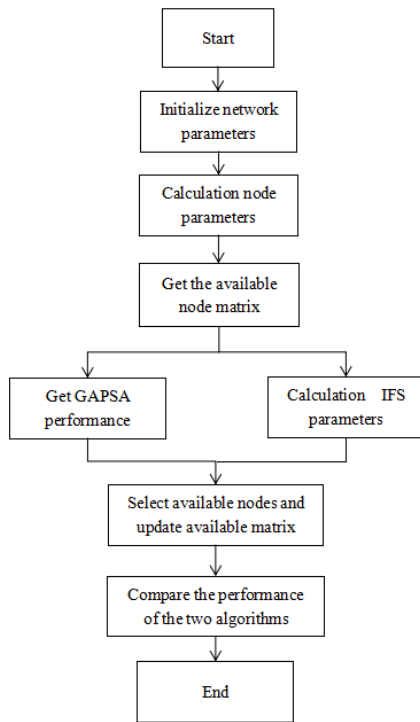 Start
Initialize network
parameters
Calculation node
parameters
Get the available
node matrix
Get GAPSA
performance
Calculation IFS
parameters
Select available nodes and
update available matrix
Compare the performance
of the two algorithms
End